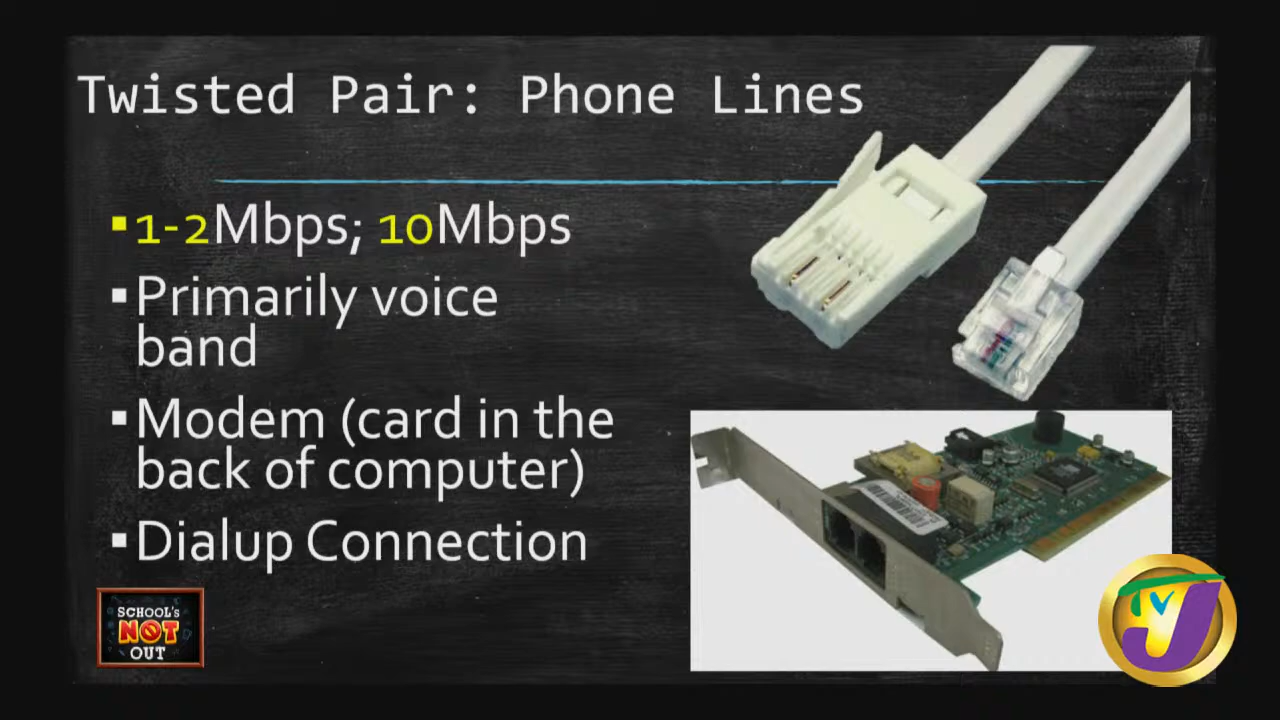 Twisted Pair: Phone Lines
▪1-2Mbps; 10Mbps
▪Primarily voice
band
▪Modem (card in the
back of computer)
▪Dialup Connection
SCHOOL'S
NOT
OUT
TVJ